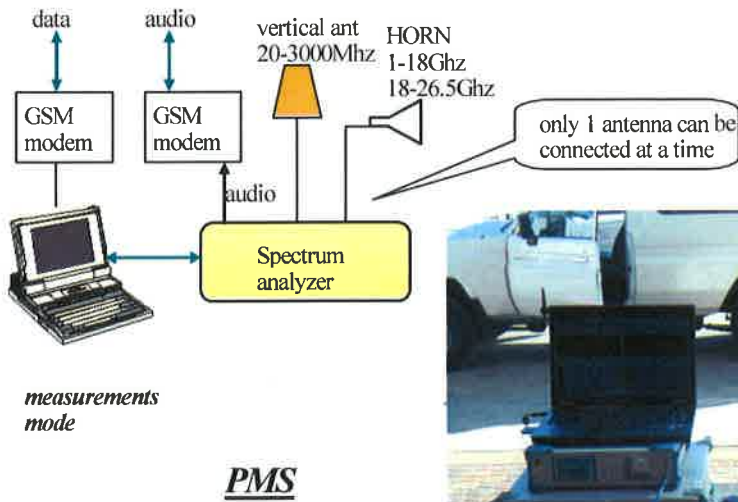 data
audio
vertical ant
20-3000Mhz
HORN
1-18Ghz
18-26.5Ghz
GSM
modem
GSM
modem
only 1 antenna can be
connected at a time
audio
Spectrum
analyzer
measurements
mode
PMS